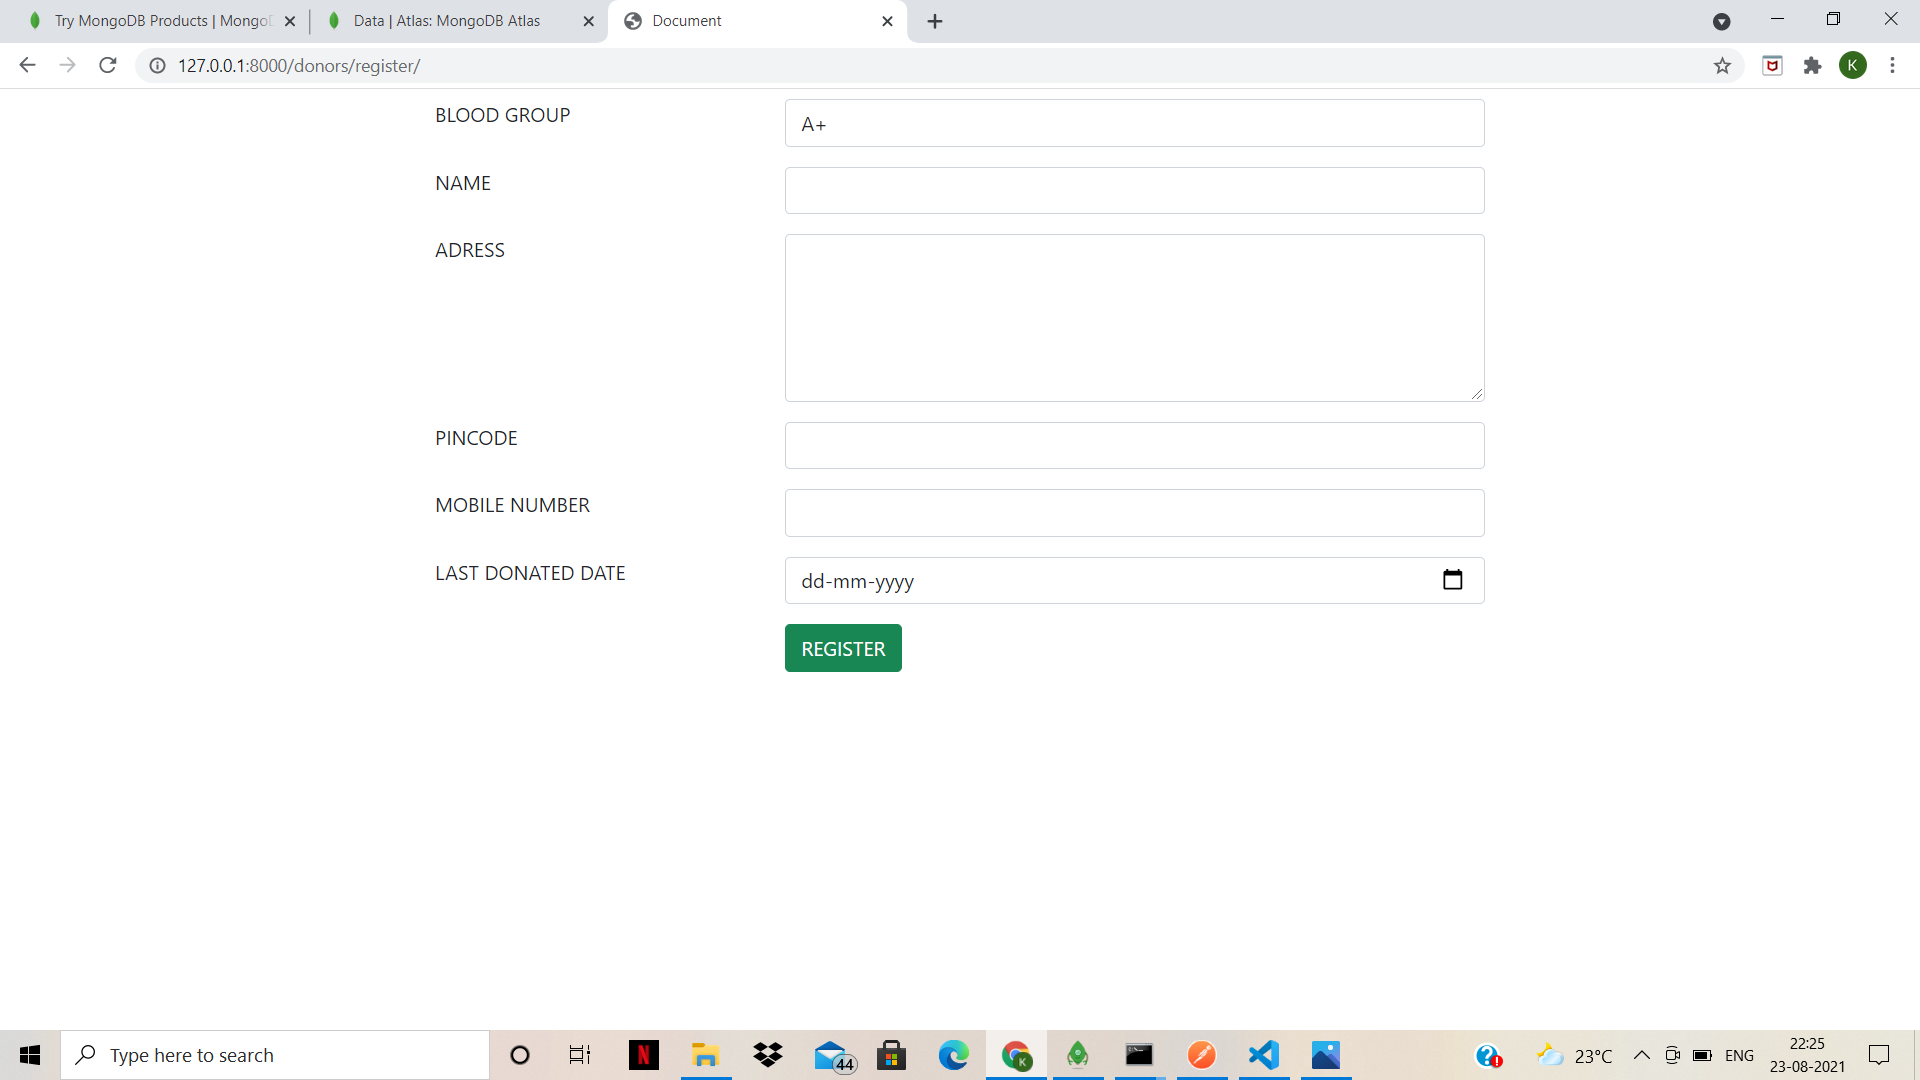 Try MongoDB Products | Mongo
Data | Atlas: MongoDB Atlas
Document
127.0.0.1:8000/donors/register/
K
BLOOD GROUP
A+
NAME
ADRESS
PINCODE
MOBILE NUMBER
LAST DONATED DATE
dd-mm-yyyy
REGISTER
Type here to search
N
44
K
23°C
ENG
22:25
23-08-2021